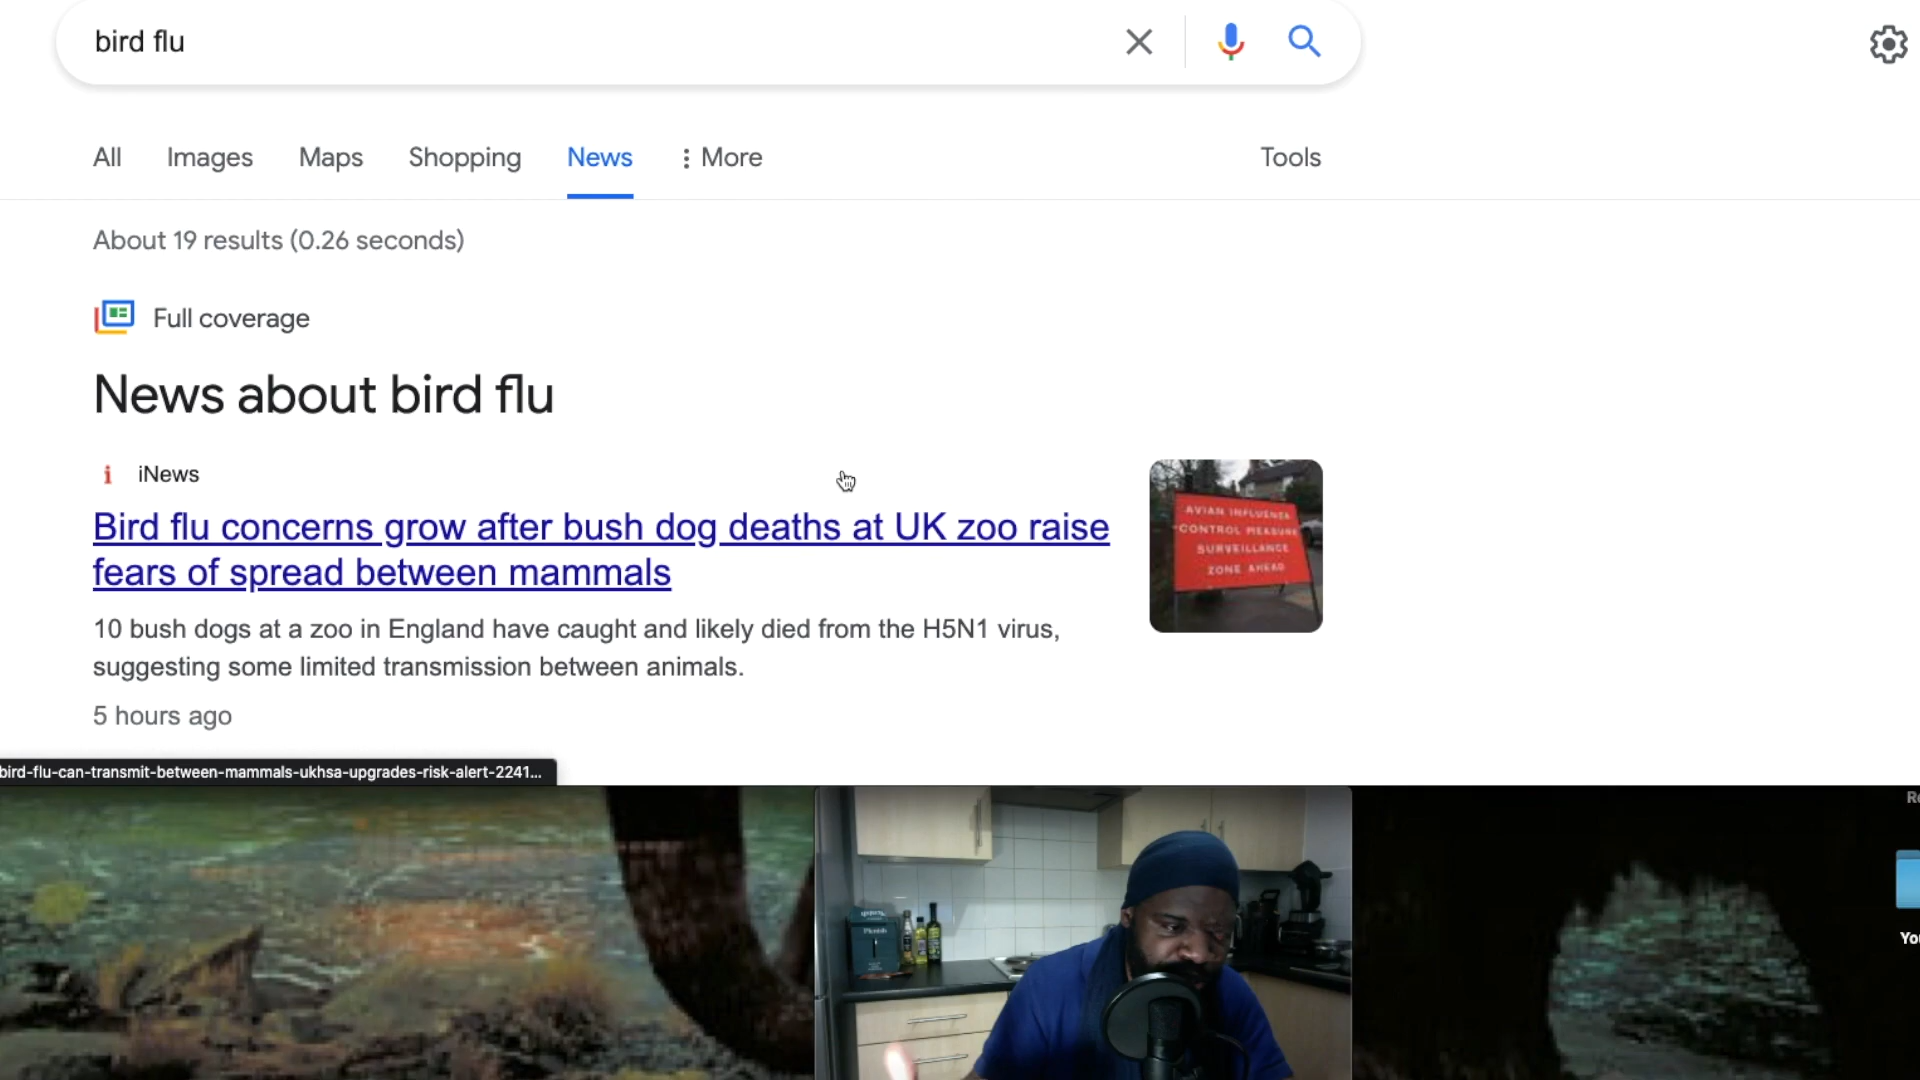 bird flu
All Images Maps Shopping News More Tools
About 19 results (0.26 seconds)
Full coverage
News about bird flu
iNews
Bird flu concerns grow after bush dog deaths at UK zoo raise
fears of spread between mammals
10 bush dogs at a zoo in England have caught and likely died from the H5N1 virus,
suggesting some limited transmission between animals.
5 hours ago
AVIAN INFLUENZA
CONTROL MEASURE
SURVEILLANCE
ZONE AHEAD
bird-flu-can-transmit-between-mammals-ukhsa-upgrades-risk-alert-2241...
Plenish